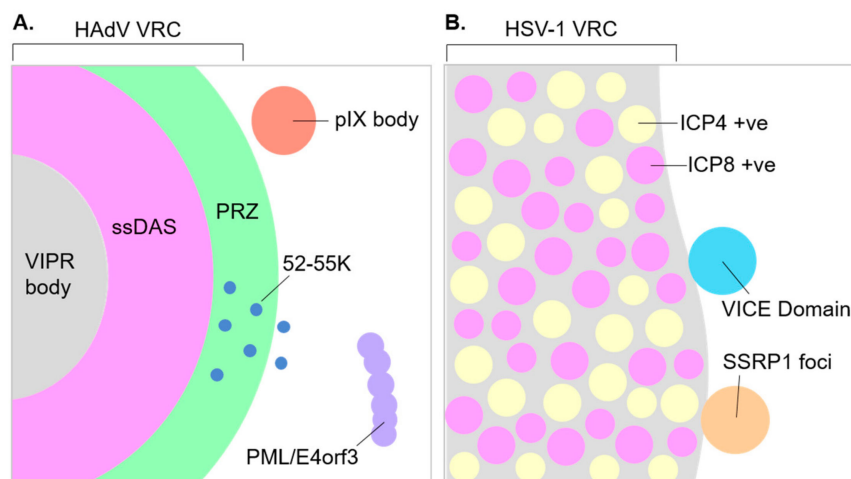 A.
HAdV VRC
pIX body
PRZ
ssDAS
VIPR
body
52-55K
PML/E4orf3
B.
HSV-1 VRC
ICP4 +ve
ICP8 +ve
VICE Domain
SSRP1 foci